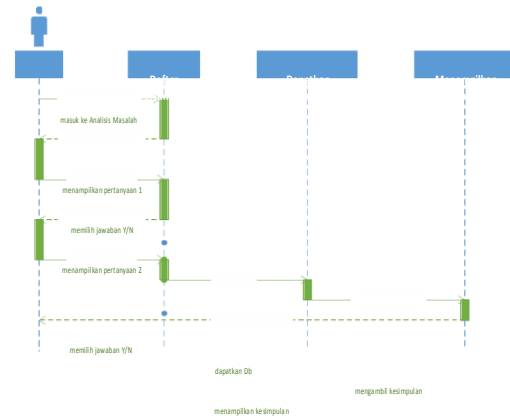 masuk ke Analisis Masalah
menampilkan pertanyaan 1
memilih jawaban Y/N
menampilkan pertanyaan 2
memilih jawaban Y/N
dapatkan Db
mengambil kesimpulan
menampilkan kesimpulan